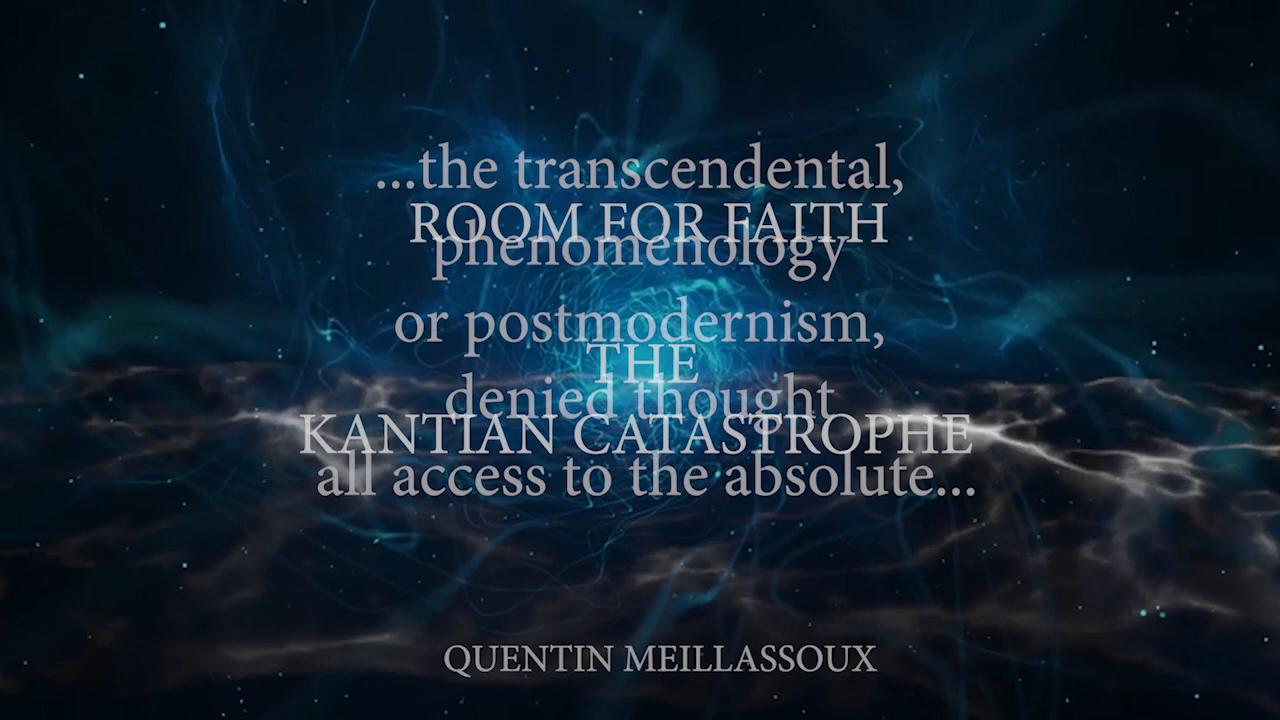 ...the transcendental,
ROOM FOR FAITH
phenomenology
or postmodernism,
THE
denied thought
KANTIAN CATASTROPHE
all access to the absolute...
QUENTIN MEILLASSOUX